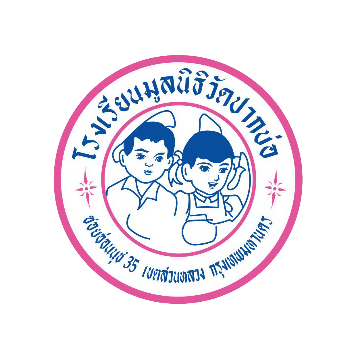 โรงเรียนมูลนิธิวัดปากบ่อ
ซอยอ่อนนุช 35 เขตสวนหลวง กรุงเทพมหานคร